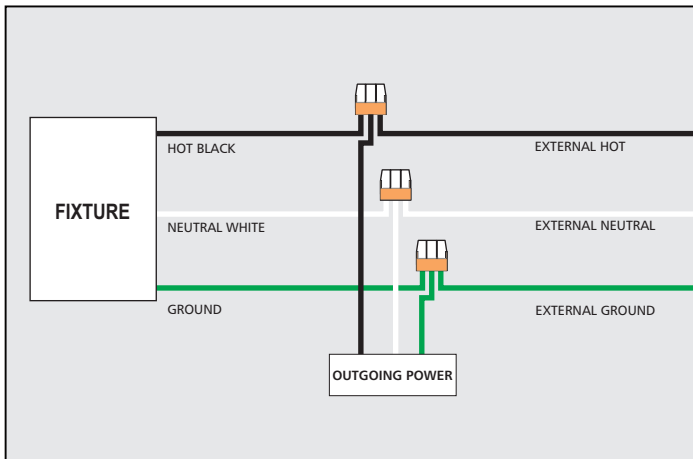 HOT BLACK
EXTERNAL HOT
FIXTURE
NEUTRAL WHITE
EXTERNAL NEUTRAL
GROUND
EXTERNAL GROUND
OUTGOING POWER